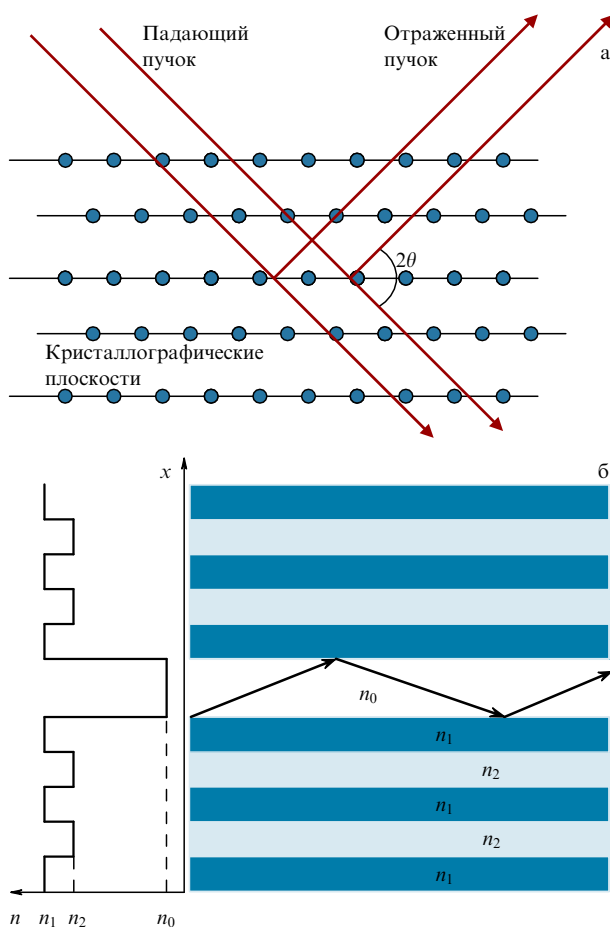 Падающий
пучок
Отраженный
пучок
а
2θ
Кристаллографические
плоскости
x
б
n₀
n₁
n₂
n₁
n₂
n₁
n n₁ n₂ n₀